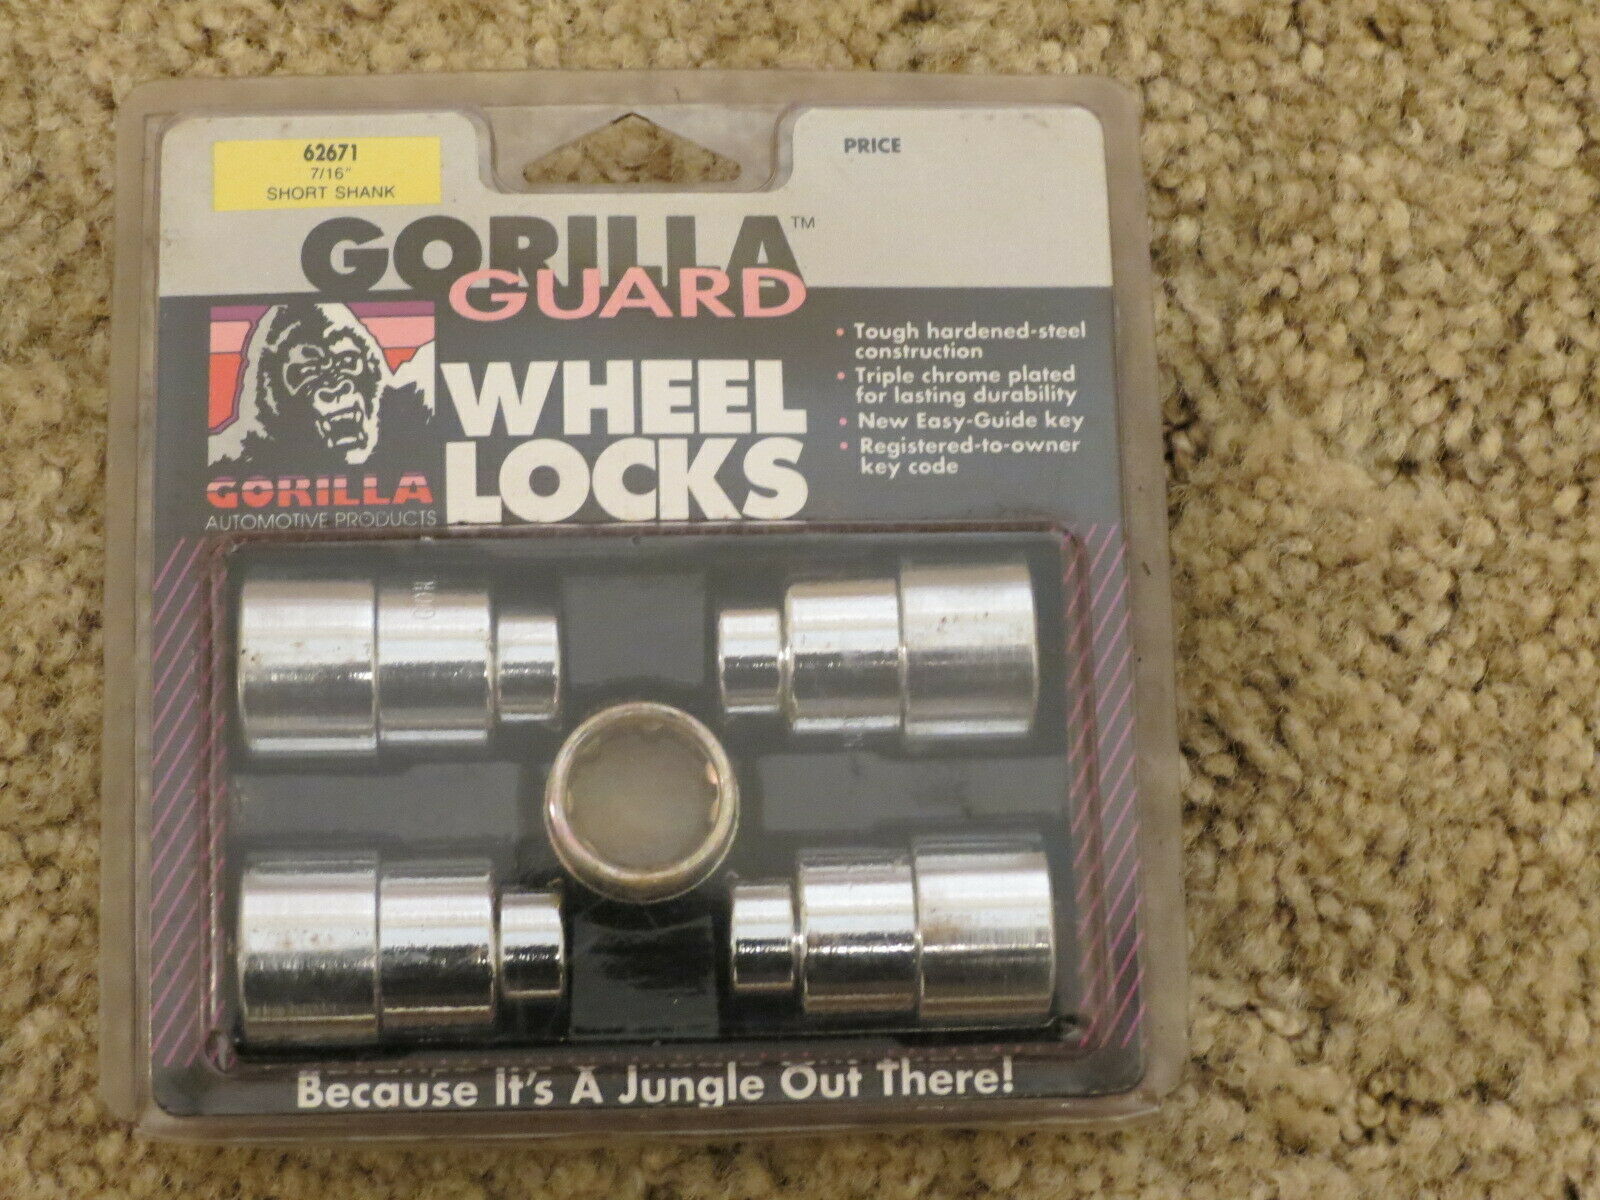 62671
7/16"
SHORT SHANK
PRICE
GORILLA™
GUARD
WHEEL
LOCKS
GORILLA
AUTOMOTIVE PRODUCTS
• Tough hardened-steel
construction
• Triple chrome plated
for lasting durability
• New Easy-Guide key
• Registered-to-owner
key code
Because It's A Jungle Out There!